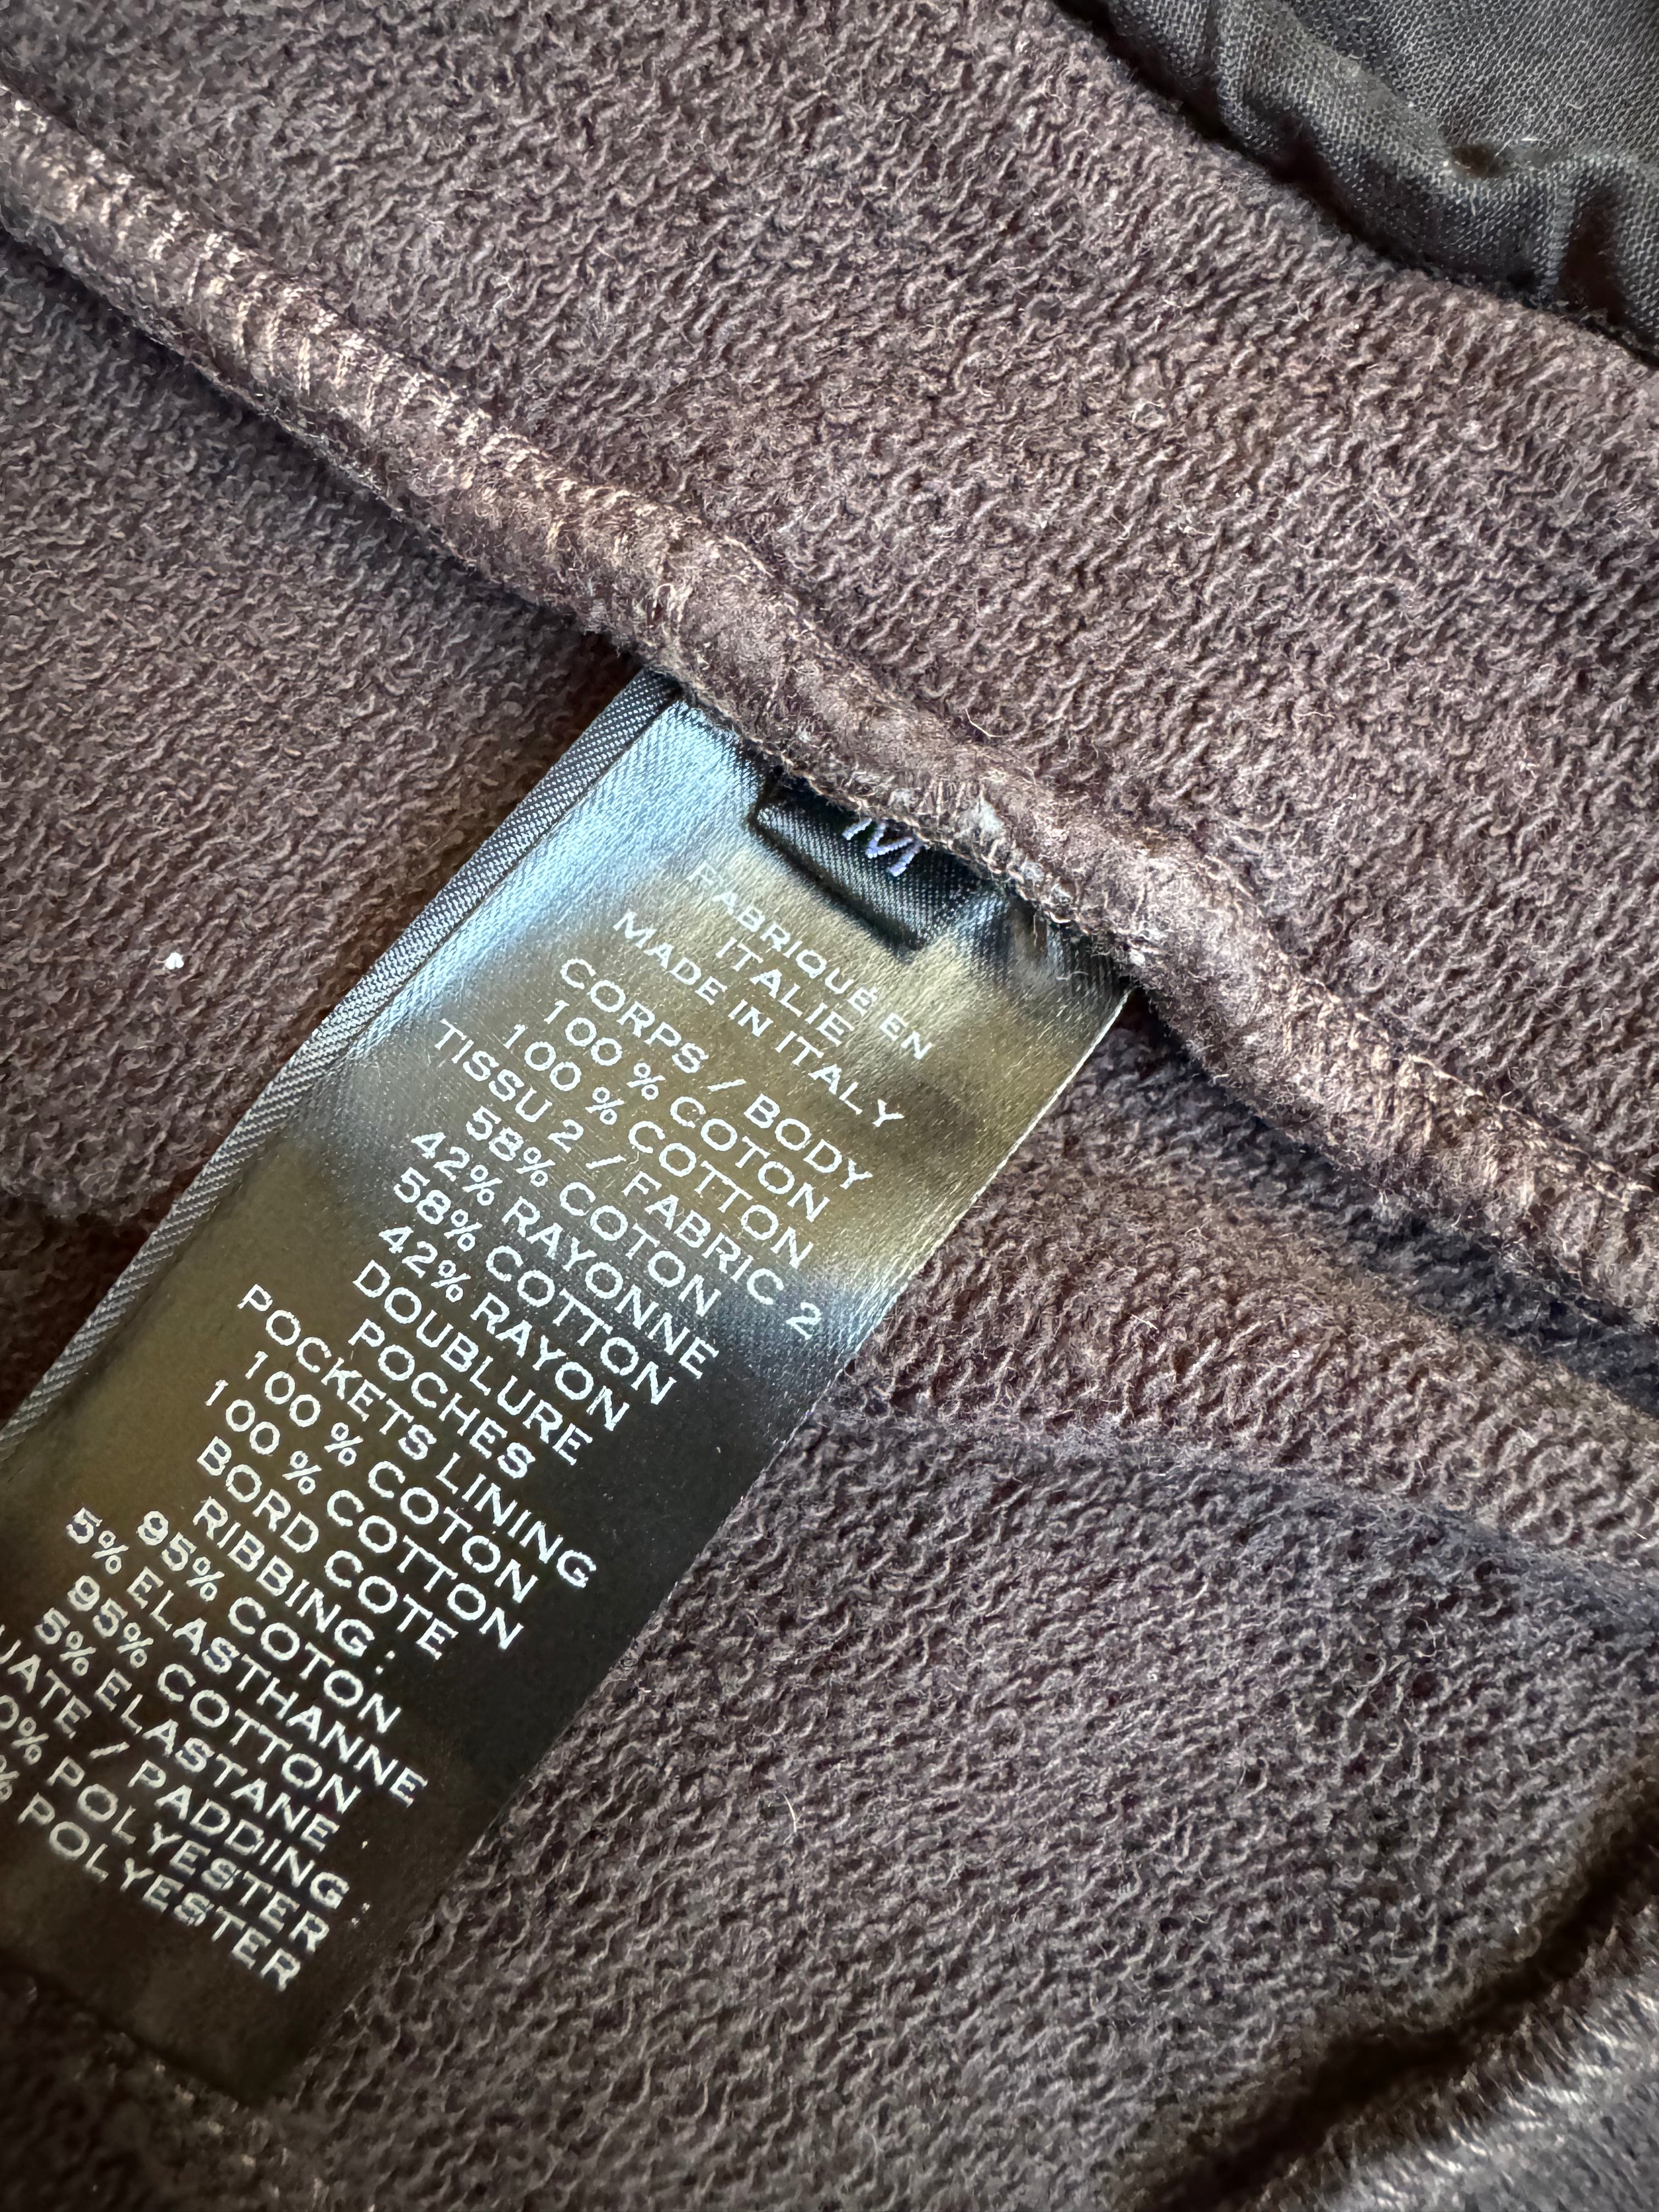 M
FABRIQUÉ EN
ITALIE
MADE IN ITALY
CORPS / BODY
100 % COTON
100 % COTTON
TISSU 2 / FABRIC 2
58% COTON
42% RAYONNE
58% COTTON
42% RAYON
DOUBLURE
POCHES
POCKETS LINING
100 % COTON
100 % COTTON
BORD COTE
RIBBING :
95% COTON
5% ELASTHANNE
95% COTTON
5% ELASTANE
/ PADDING
POLYESTER
POLYESTER